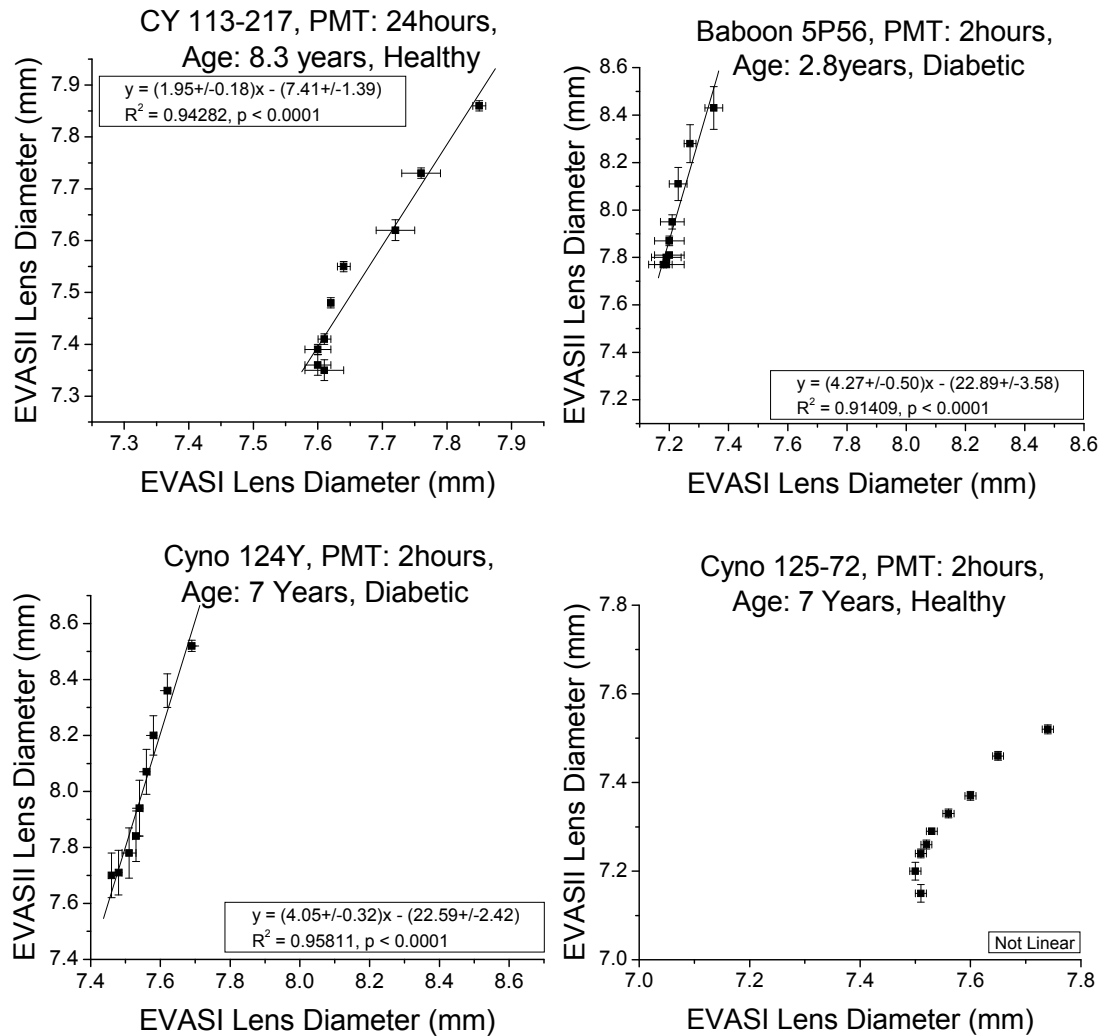 CY 113-217, PMT: 24hours,
Age: 8.3 years, Healthy
y = (1.95+/-0.18)x - (7.41+/-1.39)
R² = 0.94282, p < 0.0001
EVASII Lens Diameter (mm)
7.9
7.8
7.7
7.6
7.5
7.4
7.3
7.3 7.4 7.5 7.6 7.7 7.8 7.9
EVASI Lens Diameter (mm)
Baboon 5P56, PMT: 2hours,
Age: 2.8years, Diabetic
EVASII Lens Diameter (mm)
8.6
8.4
8.2
8.0
7.8
7.6
7.4
7.2
y = (4.27+/-0.50)x - (22.89+/-3.58)
R² = 0.91409, p < 0.0001
7.2 7.4 7.6 7.8 8.0 8.2 8.4 8.6
EVASI Lens Diameter (mm)
Cyno 124Y, PMT: 2hours,
Age: 7 Years, Diabetic
EVASII Lens Diameter (mm)
8.6
8.4
8.2
8.0
7.8
7.6
7.4
y = (4.05+/-0.32)x - (22.59+/-2.42)
R² = 0.95811, p < 0.0001
7.4 7.6 7.8 8.0 8.2 8.4 8.6
EVASI Lens Diameter (mm)
Cyno 125-72, PMT: 2hours,
Age: 7 Years, Healthy
EVASII Lens Diameter (mm)
7.8
7.6
7.4
7.2
7.0
Not Linear
7.0 7.2 7.4 7.6 7.8
EVASI Lens Diameter (mm)